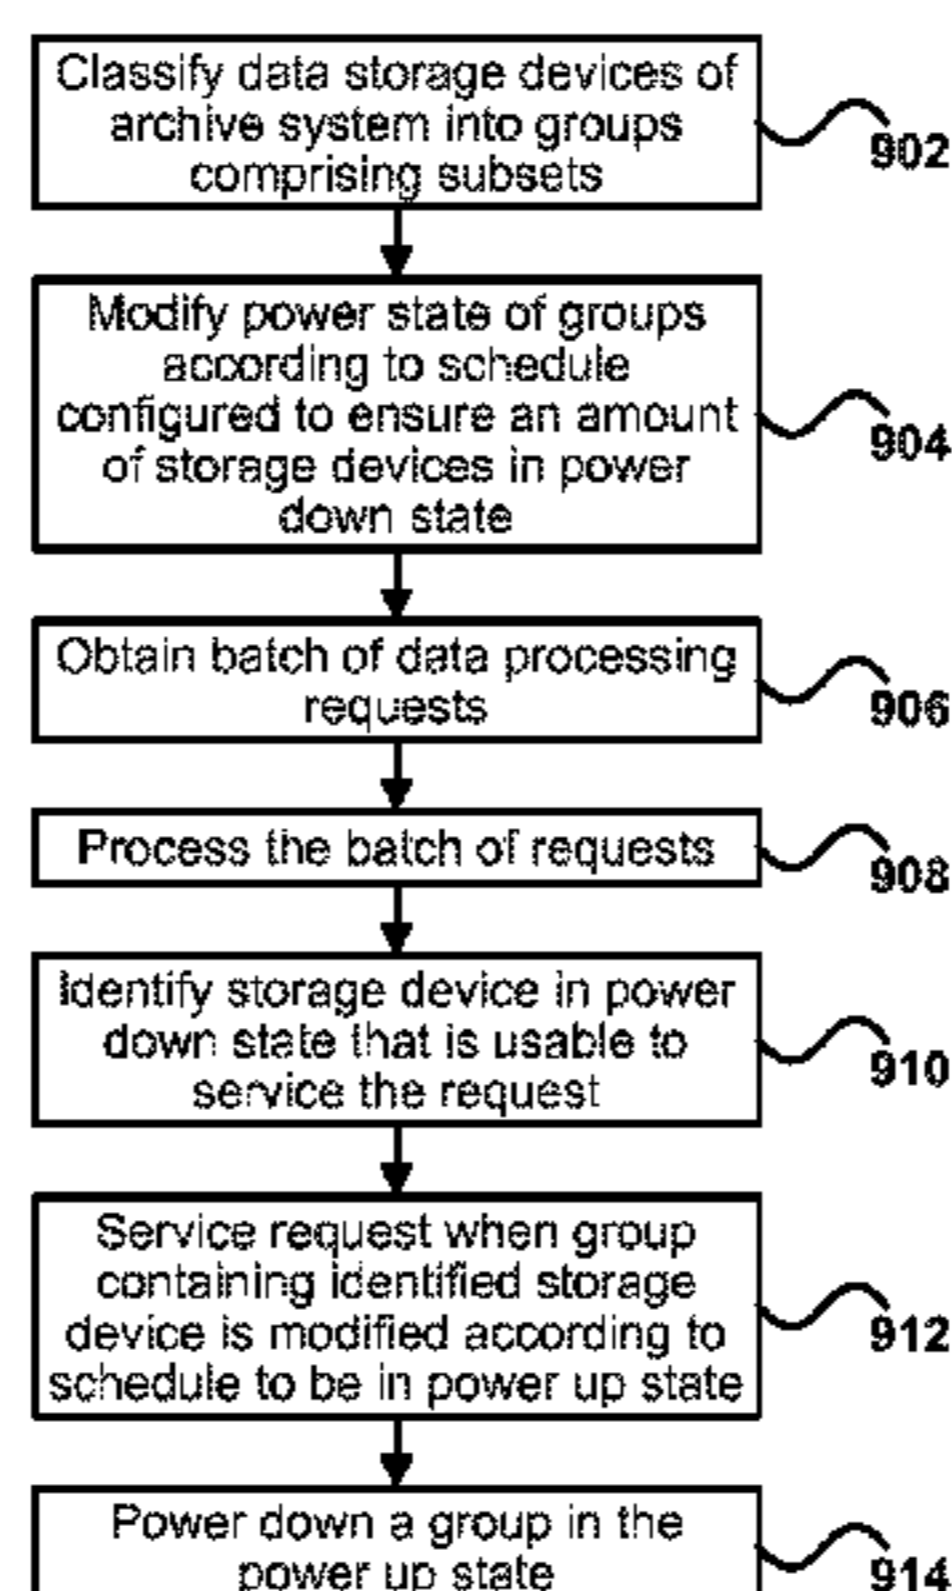 Classify data storage devices of
archive system into groups
comprising subsets
902
Modify power state of groups
according to schedule
configured to ensure an amount
of storage devices in power
down state
904
Obtain batch of data processing
requests
906
Process the batch of requests
908
Identify storage device in power
down state that is usable to
service the request
910
Service request when group
containing identified storage
device is modified according to
schedule to be in power up state
912
Power down a group in the
power up state
914